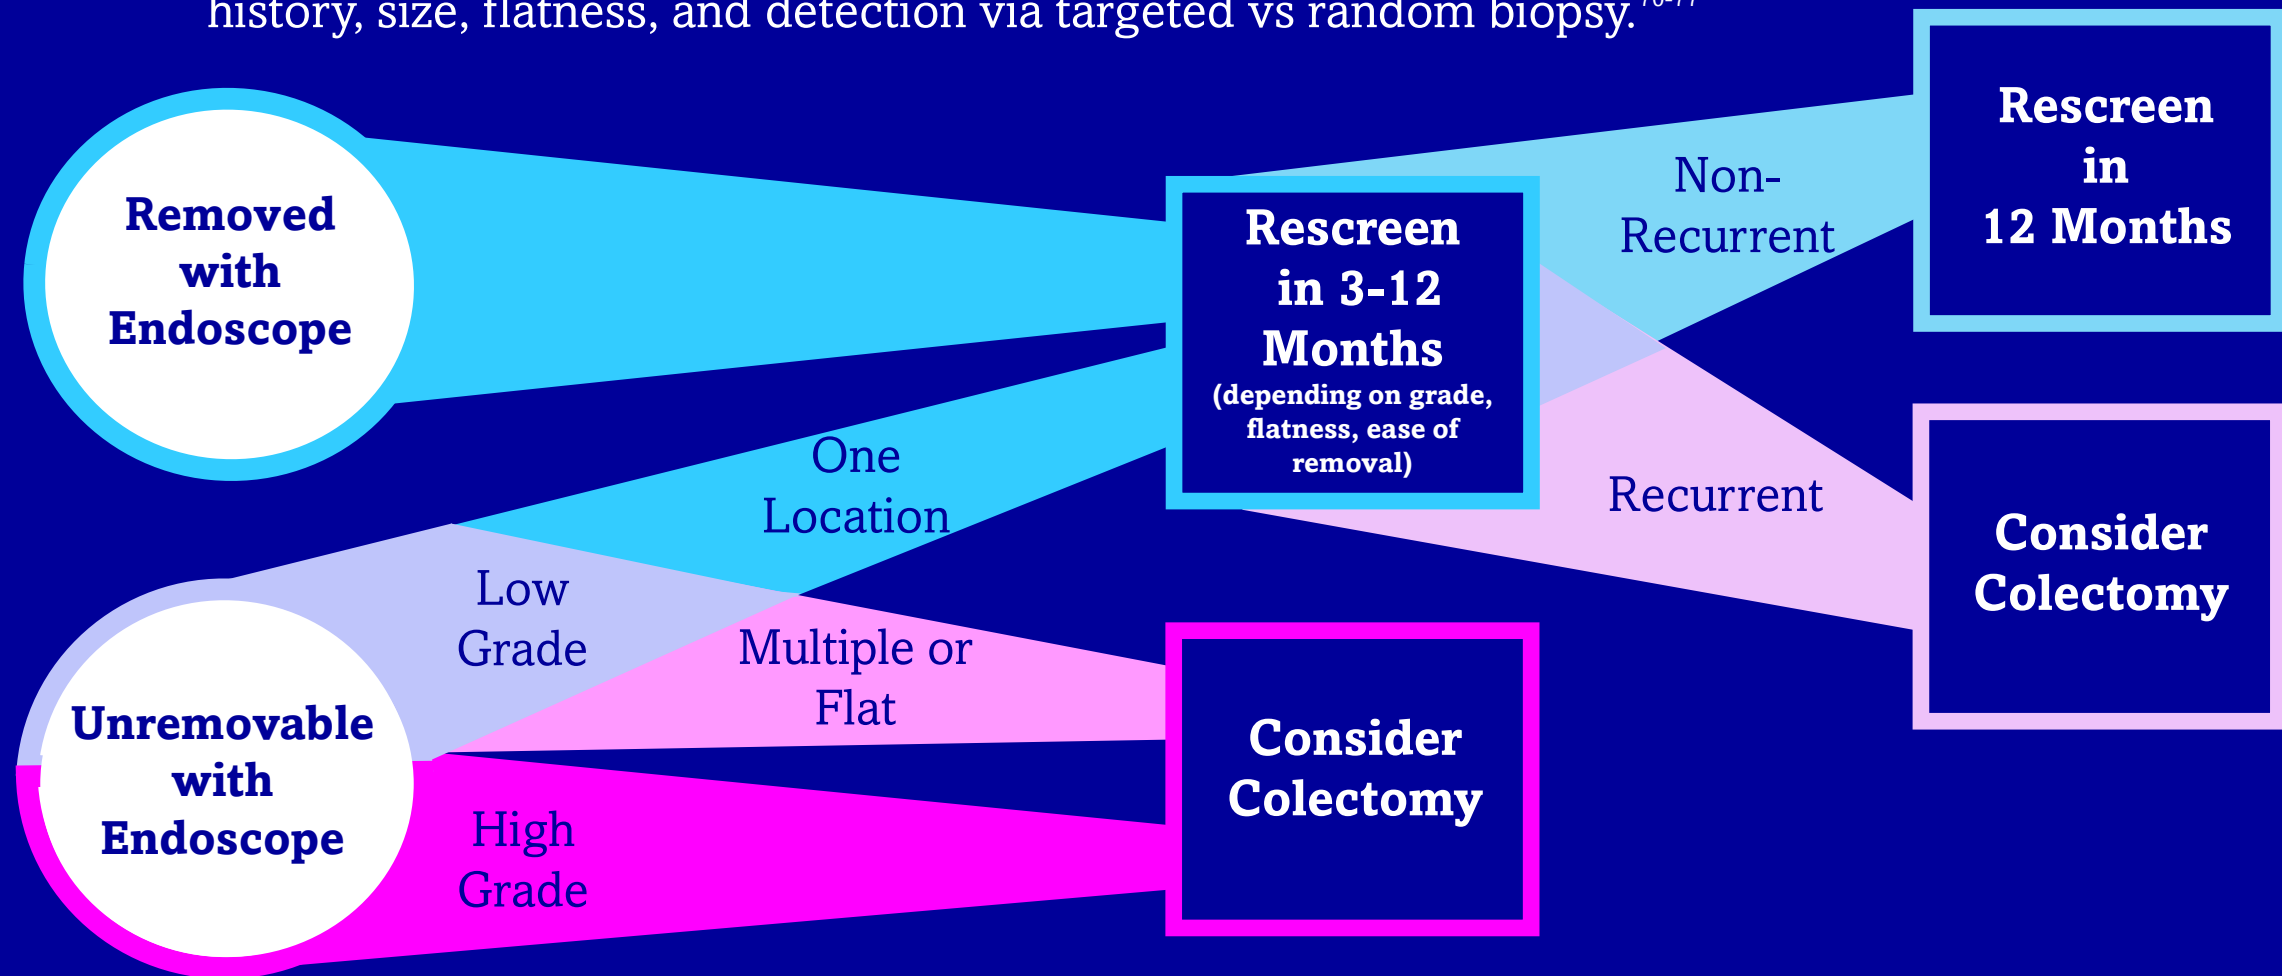 history, size, flatness, and detection via targeted vs random biopsy.
Removed
with
Endoscope
Unremovable
with
Endoscope
One
Location
Low
Grade
Multiple or
Flat
High
Grade
Rescreen
in 3-12
Months
(depending on grade,
flatness, ease of
removal)
Consider
Colectomy
Non-
Recurrent
Recurrent
Rescreen
in
12 Months
Consider
Colectomy